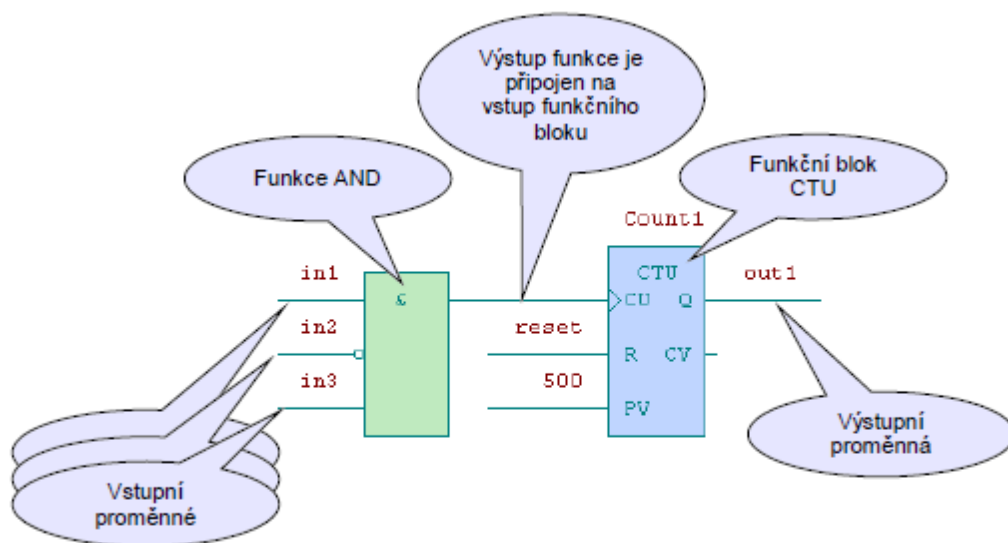 Výstup funkce je
připojen na
vstup funkčního
bloku
Funkce AND
Funkční blok
CTU
Count1
in1
&
CTU
out1
CU
Q
in2
reset
R
CV
in3
500
PV
Vstupní
proměnné
Výstupní
proměnná